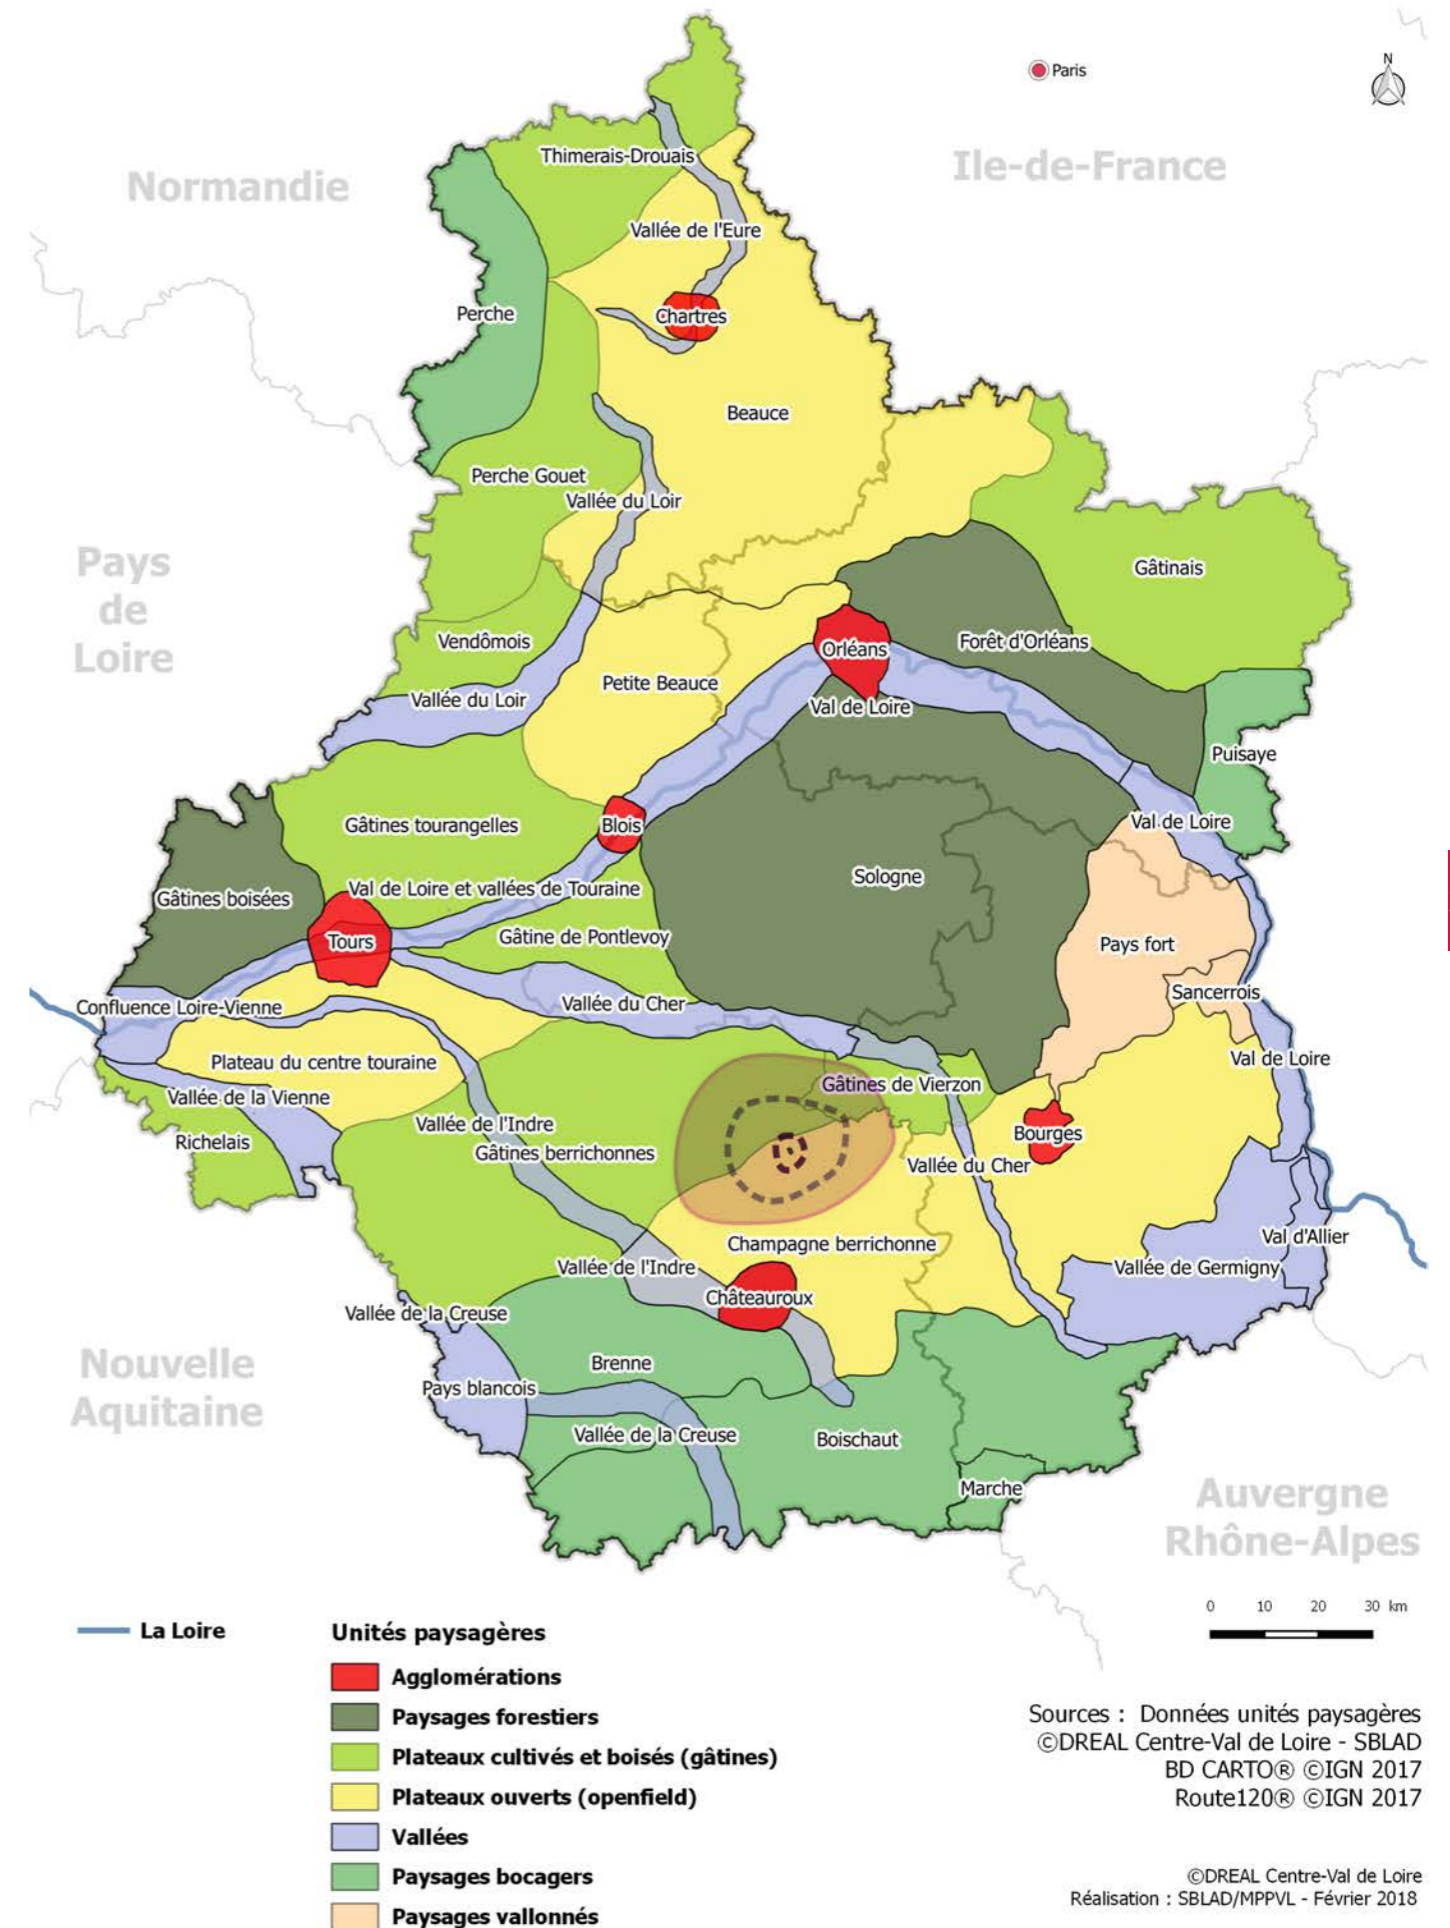 Paris
N
Normandie
Ile-de-France
Thimerais-Drouais
Vallée de l'Eure
Perche
Chartres
Beauce
Perche Gouet
Vallée du Loir
Pays
de
Loire
Gâtinais
Vendômois
Orléans
Forêt d'Orléans
Petite Beauce
Vallée du Loir
Val de Loire
Puisaye
Gâtines tourangelles
Blois
Val de Loire
Sologne
Val de Loire et vallées de Touraine
Gâtines boisées
Tours
Gâtine de Pontlevoy
Pays fort
Sancerrois
Confluence Loire-Vienne
Vallée du Cher
Plateau du centre touraine
Val de Loire
Gâtines de Vierzon
Vallée de la Vienne
Vallée de l'Indre
Bourges
Richelais
Gâtines berrichonnes
Vallée du Cher
Champagne berrichonne
Val d'Allier
Vallée de l'Indre
Vallée de Germigny
Châteauroux
Vallée de la Creuse
Nouvelle
Aquitaine
Brenne
Pays blancois
Vallée de la Creuse
Boischaut
Marche
Auvergne
Rhône-Alpes
0 10 20 30 km
La Loire
Unités paysagères
Agglomérations
Paysages forestiers
Plateaux cultivés et boisés (gâtines)
Plateaux ouverts (openfield)
Vallées
Paysages bocagers
Paysages vallonnés
Sources : Données unités paysagères
©DREAL Centre-Val de Loire - SBLAD
BD CARTO® ©IGN 2017
Route120® ©IGN 2017
©DREAL Centre-Val de Loire
Réalisation : SBLAD/MPPVL - Février 2018